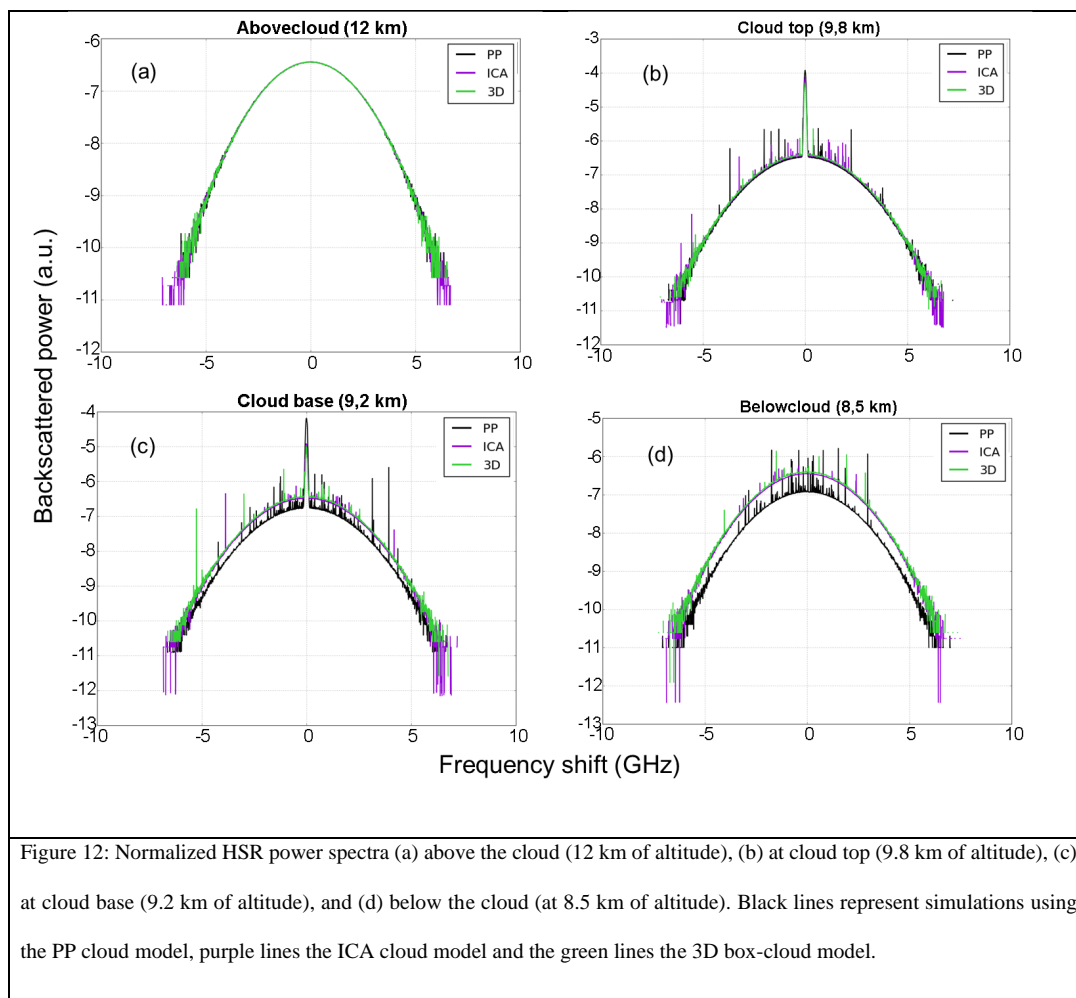 Abovecloud (12 km)
(a)
PP
ICA
3D
-6
-7
-8
-9
-10
-11
-12
-10
-5
0
5
10
Cloud top (9,8 km)
(b)
PP
ICA
3D
-3
-4
-5
-6
-7
-8
-9
-10
-11
-12
-10
-5
0
5
10
Cloud base (9,2 km)
(c)
PP
ICA
3D
-4
-5
-6
-7
-8
-9
-10
-11
-12
-13
-10
-5
0
5
10
Belowcloud (8,5 km)
(d)
PP
ICA
3D
-5
-6
-7
-8
-9
-10
-11
-12
-13
-10
-5
0
5
10
Backscattered power (a.u.)
Frequency shift (GHz)
Figure 12: Normalized HSR power spectra (a) above the cloud (12 km of altitude), (b) at cloud top (9.8 km of altitude), (c)
at cloud base (9.2 km of altitude), and (d) below the cloud (at 8.5 km of altitude). Black lines represent simulations using
the PP cloud model, purple lines the ICA cloud model and the green lines the 3D box-cloud model.